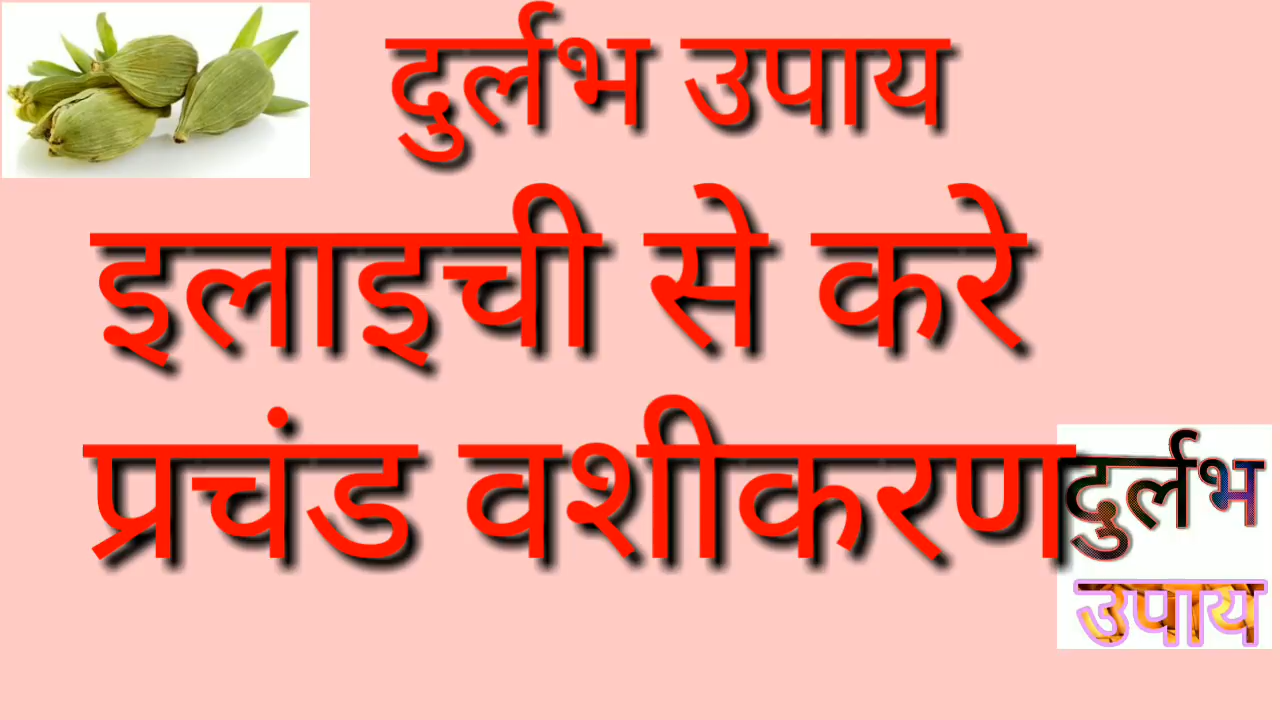 दुर्लभ उपाय
इलाइची से करे
प्रचंड वशीकरण
दुर्लभ
उपाय